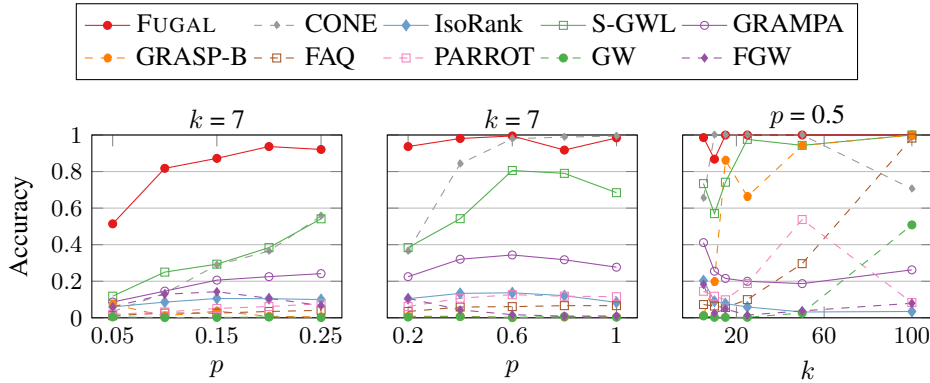 FUGAL CONE IsoRank S-GWL GRAMPA
GRASP-B FAQ PARROT GW FGW
k = 7
k = 7
p = 0.5
Accuracy
1
0.8
0.6
0.4
0.2
0
0.05 0.15 0.25
p
0.2 0.6 1
p
20 60 100
k